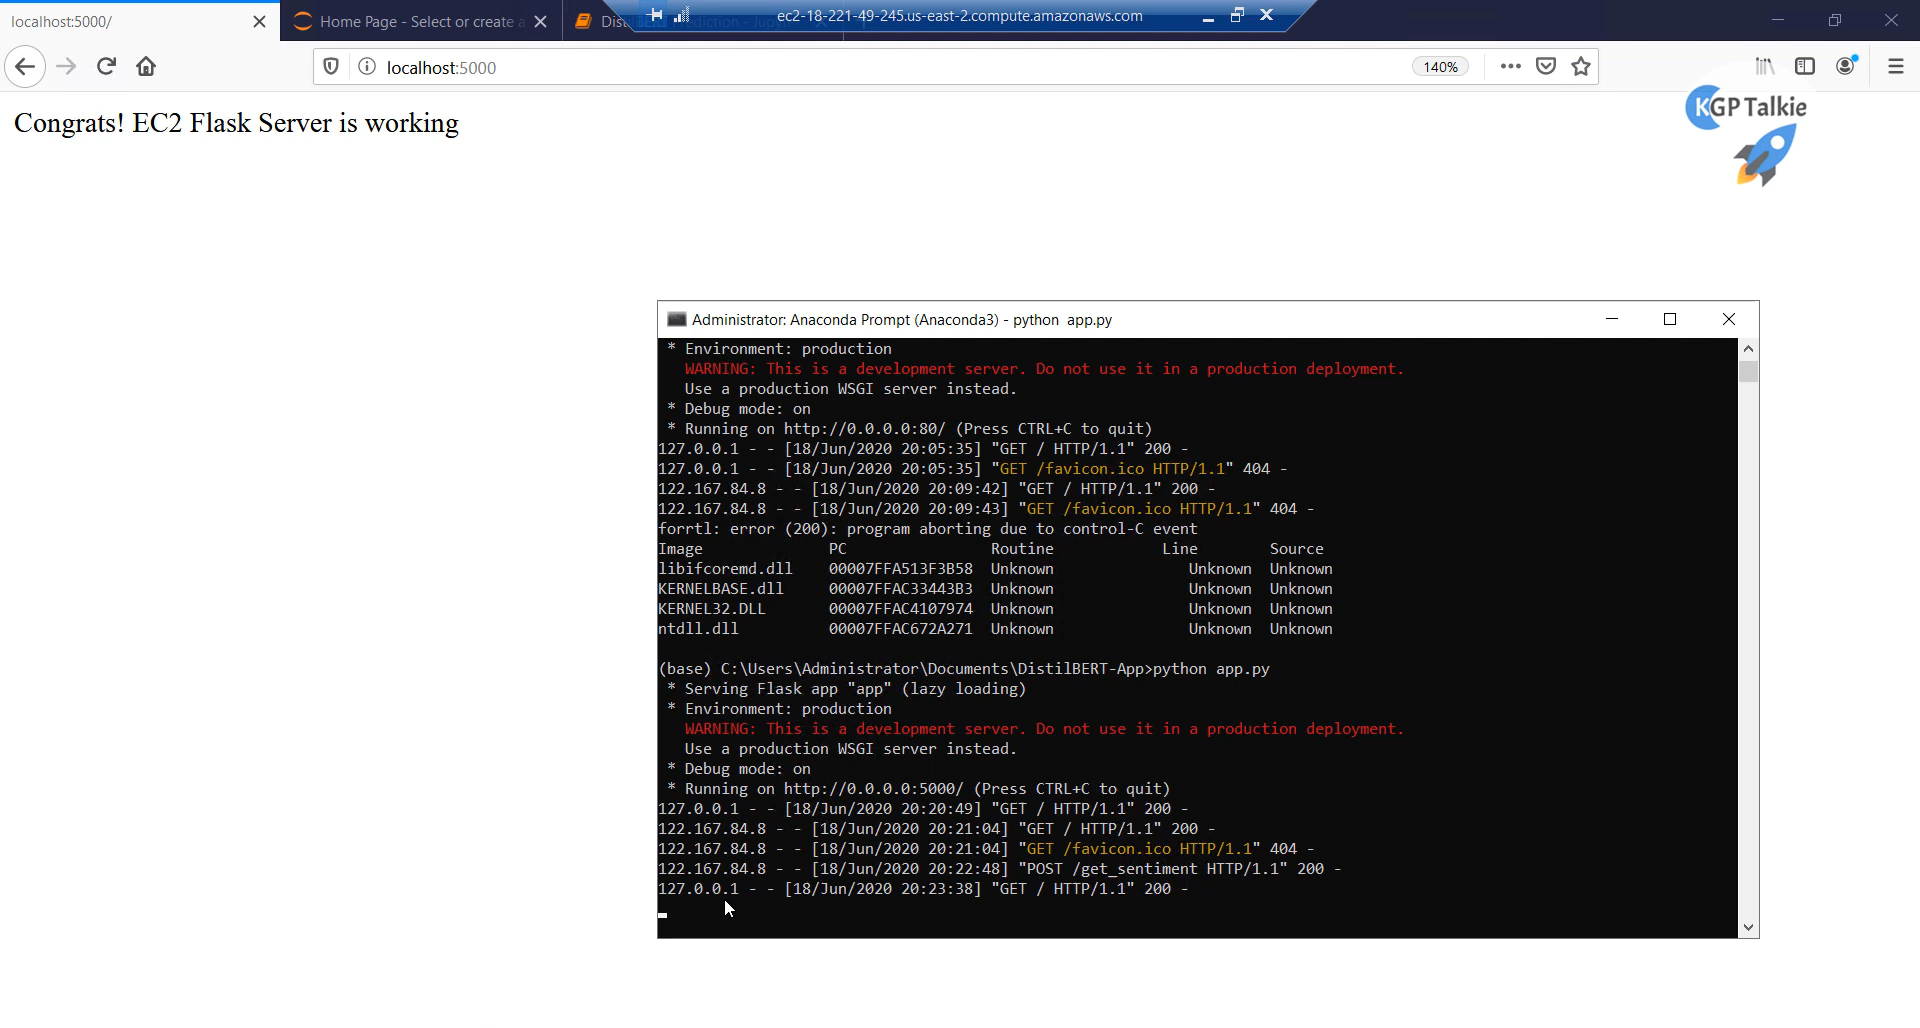 localhost:5000/
Home Page - Select or create a
ec2-18-221-49-245.us-east-2.compute.amazonaws.com
localhost:5000
140%
Congrats! EC2 Flask Server is working
KGP Talkie
Administrator: Anaconda Prompt (Anaconda3) - python  app.py
* Environment: production
WARNING: This is a development server. Do not use it in a production deployment.
Use a production WSGI server instead.
* Debug mode: on
* Running on http://0.0.0.0:80/ (Press CTRL+C to quit)
127.0.0.1 - - [18/Jun/2020 20:05:35] "GET / HTTP/1.1" 200 -
127.0.0.1 - - [18/Jun/2020 20:05:35] "GET /favicon.ico HTTP/1.1" 404 -
122.167.84.8 - - [18/Jun/2020 20:09:42] "GET / HTTP/1.1" 200 -
122.167.84.8 - - [18/Jun/2020 20:09:43] "GET /favicon.ico HTTP/1.1" 404 -
forrtl: error (200): program aborting due to control-C event
Image PC Routine Line Source
libifcoremd.dll 00007FFA513F3B58 Unknown Unknown Unknown
KERNELBASE.dll 00007FFAC33443B3 Unknown Unknown Unknown
KERNEL32.DLL 00007FFAC4107974 Unknown Unknown Unknown
ntdll.dll 00007FFAC672A271 Unknown Unknown Unknown
(base) C:\Users\Administrator\Documents\DistilBERT-App>python app.py
* Serving Flask app "app" (lazy loading)
* Environment: production
WARNING: This is a development server. Do not use it in a production deployment.
Use a production WSGI server instead.
* Debug mode: on
* Running on http://0.0.0.0:5000/ (Press CTRL+C to quit)
127.0.0.1 - - [18/Jun/2020 20:20:49] "GET / HTTP/1.1" 200 -
122.167.84.8 - - [18/Jun/2020 20:21:04] "GET / HTTP/1.1" 200 -
122.167.84.8 - - [18/Jun/2020 20:21:04] "GET /favicon.ico HTTP/1.1" 404 -
122.167.84.8 - - [18/Jun/2020 20:22:48] "POST /get_sentiment HTTP/1.1" 200 -
127.0.0.1 - - [18/Jun/2020 20:23:38] "GET / HTTP/1.1" 200 -